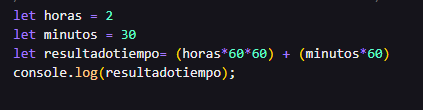 let horas = 2
let minutos = 30
let resultadotiempo= (horas*60*60) + (minutos*60)
console.log(resultadotiempo);